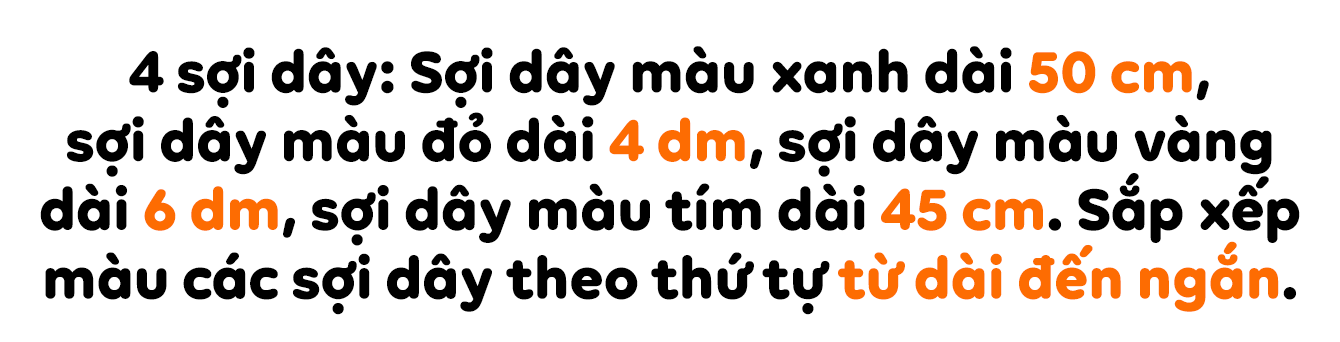 4 sợi dây: Sợi dây màu xanh dài 50 cm,
sợi dây màu đỏ dài 4 dm, sợi dây màu vàng
dài 6 dm, sợi dây màu tím dài 45 cm. Sắp xếp
màu các sợi dây theo thứ tự từ dài đến ngắn.